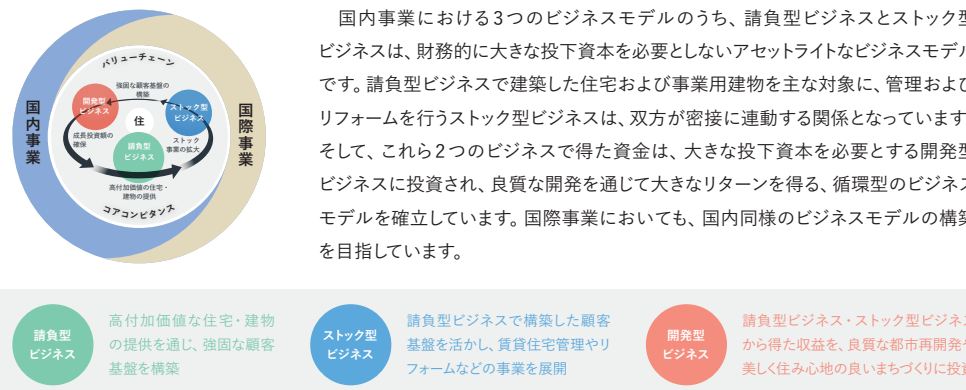 国内事業
国際事業
バリューチェーン
強固な顧客基盤の
構築
開発型
ビジネス
ストック型
ビジネス
住
成長投資額の
確保
請負型
ビジネス
ストック
事業の拡大
高付加価値の住宅・
建物の提供
コアコンピタンス
国内事業における3つのビジネスモデルのうち、請負型ビジネスとストック型
ビジネスは、財務的に大きな投下資本を必要としないアセットライトなビジネスモデル
です。請負型ビジネスで建築した住宅および事業用建物を主な対象に、管理および
リフォームを行うストック型ビジネスは、双方が密接に連動する関係となっています。
そして、これら2つのビジネスで得た資金は、大きな投下資本を必要とする開発型
ビジネスに投資され、良質な開発を通じて大きなリターンを得る、循環型のビジネス
モデルを確立しています。国際事業においても、国内同様のビジネスモデルの構築
を目指しています。
請負型
ビジネス
高付加価値な住宅・建物
の提供を通じ、強固な顧客
基盤を構築
ストック型
ビジネス
請負型ビジネスで構築した顧客
基盤を活かし、賃貸住宅管理やリ
フォームなどの事業を展開
開発型
ビジネス
請負型ビジネス・ストック型ビジネス
から得た収益を、良質な都市再開発や
美しく住み心地の良いまちづくりに投資